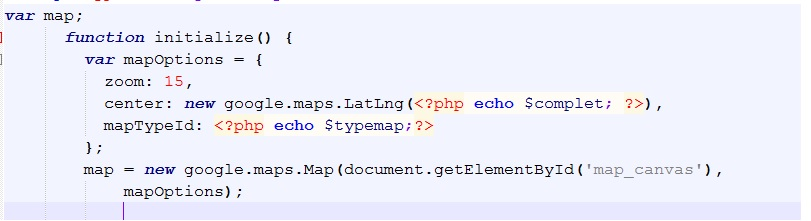 var map;
function initialize() {
var mapOptions = {
zoom: 15,
center: new google.maps.LatLng(<?php echo $complet; ?>),
mapTypeId: <?php echo $typemap;?>
};
map = new google.maps.Map(document.getElementById('map_canvas'),
mapOptions);